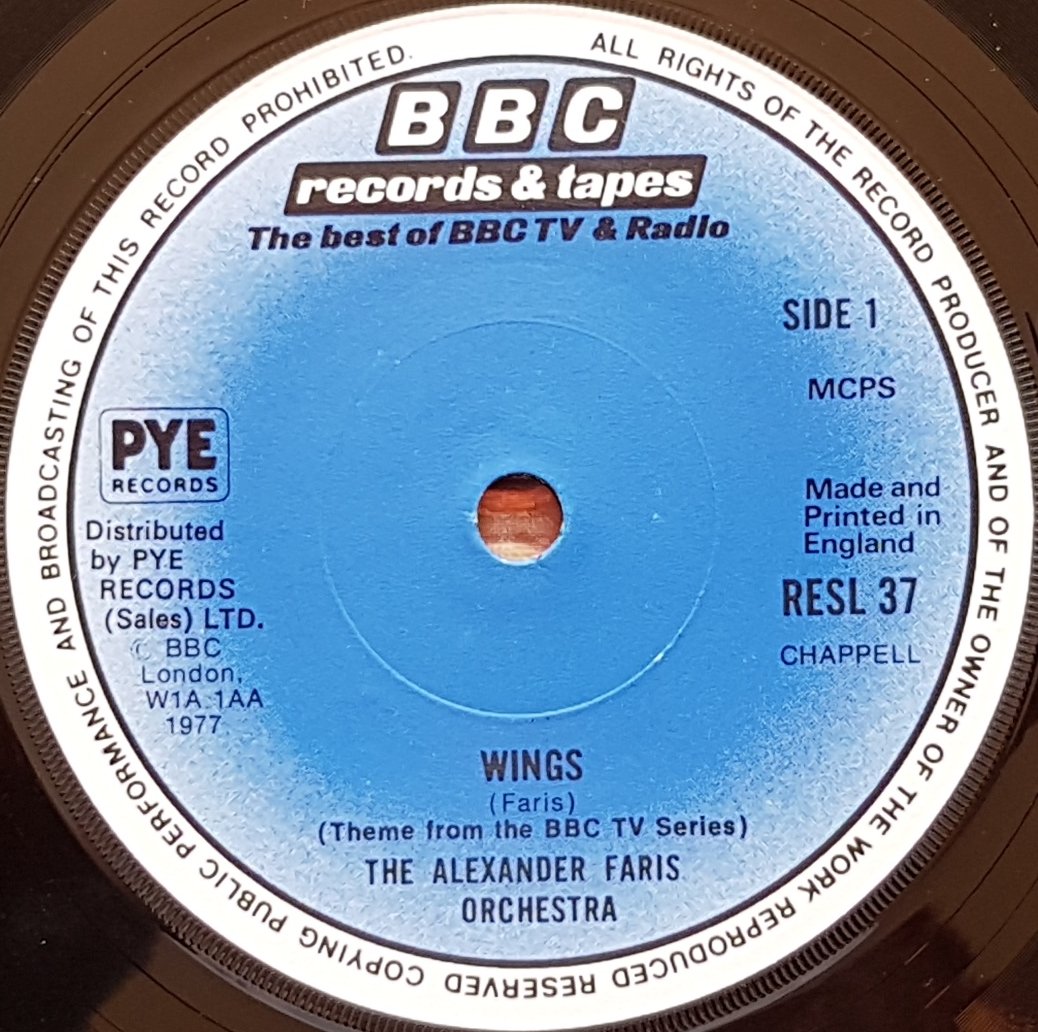 ALL RIGHTS OF THE RECORD PRODUCER AND OF THE OWNER OF THE WORK REPRODUCED RESERVED COPYING PUBLIC PERFORMANCE AND BROADCASTING OF THIS RECORD PROHIBITED.
BBC
records & tapes
The best of BBC TV & Radio
SIDE 1
MCPS
PYE
RECORDS
Distributed
by PYE
RECORDS
(Sales) LTD.
© BBC
London,
W1A 1AA
1977
Made and
Printed in
England
RESL 37
CHAPPELL
WINGS
(Faris)
(Theme from the BBC TV Series)
THE ALEXANDER FARIS
ORCHESTRA